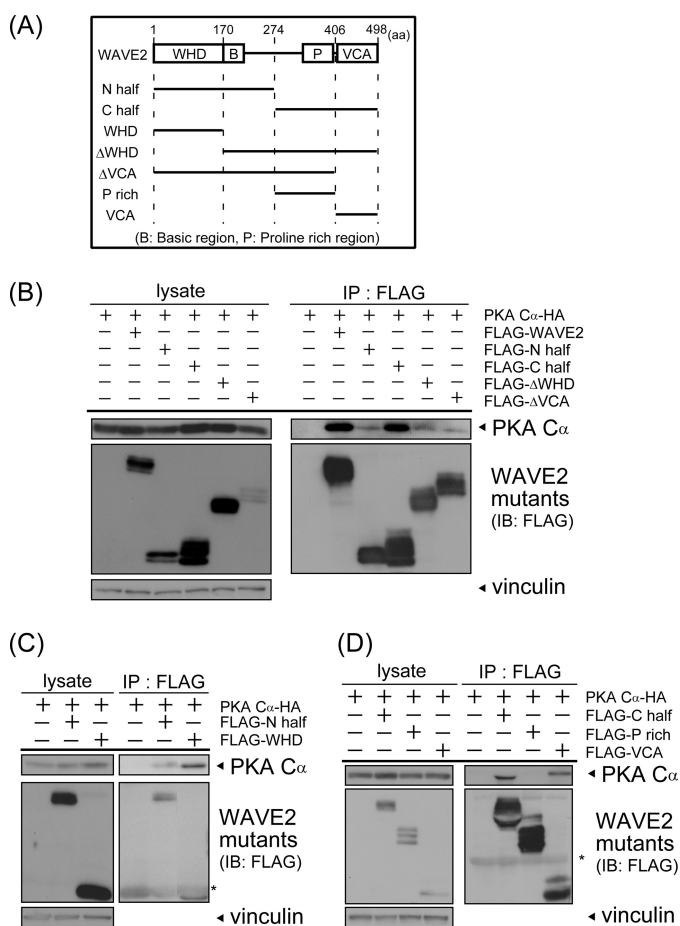 (A)
1 170 274 406 498 (aa)
WAVE2 WHD B P VCA
N half
C half
WHD
ΔWHD
ΔVCA
P rich
VCA
(B: Basic region, P: Proline rich region)
(B)
lysate IP : FLAG
+ + + + + + + + + + + + PKA Cα-HA
− + − − − − − + − − − − FLAG-WAVE2
− − + − − − − − + − − − FLAG-N half
− − − + − − − − − + − − FLAG-C half
− − − − + − − − − − + − FLAG-ΔWHD
− − − − − + − − − − − + FLAG-ΔVCA
◄ PKA Cα
WAVE2
mutants
(IB: FLAG)
◄ vinculin
(C)
lysate IP : FLAG
+ + + + + + PKA Cα-HA
− + − − + − FLAG-N half
− − + − − + FLAG-WHD
◄ PKA Cα
WAVE2
mutants
(IB: FLAG)
*
◄ vinculin
(D)
lysate IP : FLAG
+ + + + + + + + PKA Cα-HA
− + − − − + − − FLAG-C half
− − + − − − + − FLAG-P rich
− − − + − − − + FLAG-VCA
◄ PKA Cα
WAVE2
mutants
(IB: FLAG)
*
◄ vinculin